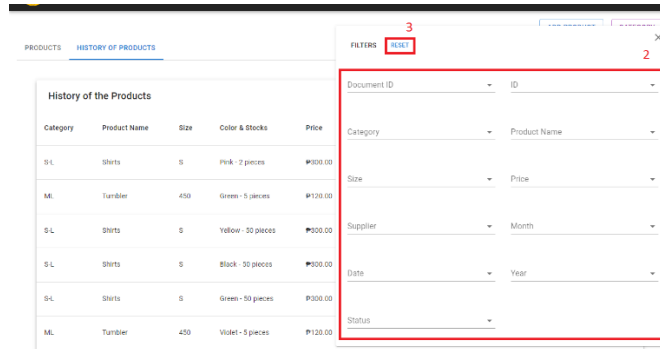 ADD PRODUCT CATEGORY
3
PRODUCTS HISTORY OF PRODUCTS
FILTERS RESET
2
History of the Products
Document ID ID
Category Product Name Size Color & Stocks Price
Category Product Name
S-L Shirts S Pink - 2 pieces ₱300.00
Size Price
ML Tumbler 450 Green - 5 pieces ₱120.00
Supplier Month
S-L Shirts S Yellow - 50 pieces ₱300.00
S-L Shirts S Black - 50 pieces ₱300.00
Date Year
S-L Shirts S Green - 50 pieces ₱300.00
Status
ML Tumbler 450 Violet - 5 pieces ₱120.00